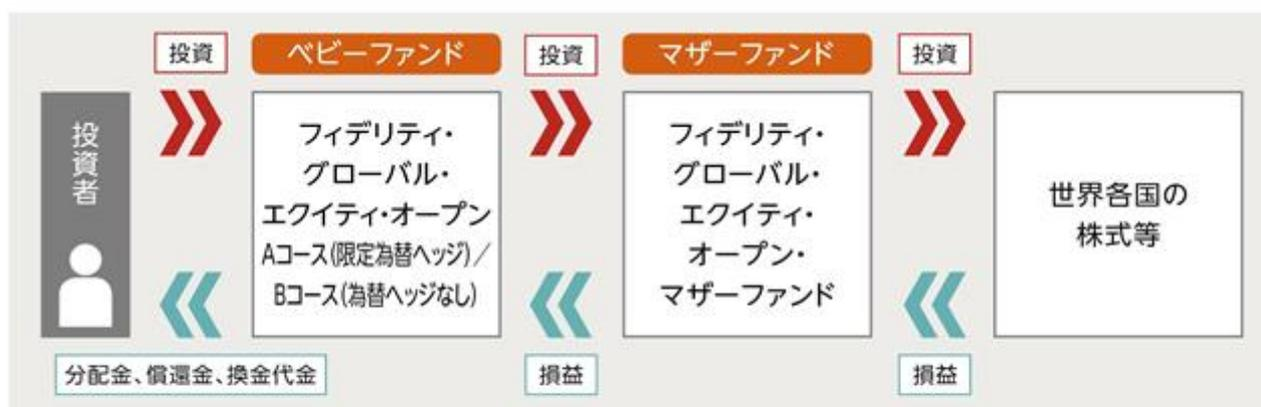 投資
ベビーファンド
投資
マザーファンド
投資
投資者
フィデリティ・
グローバル・
エクイティ・オープン
Aコース(限定為替ヘッジ)／
Bコース(為替ヘッジなし)
フィデリティ・
グローバル・
エクイティ・
オープン・
マザーファンド
世界各国の
株式等
分配金、償還金、換金代金
損益
損益